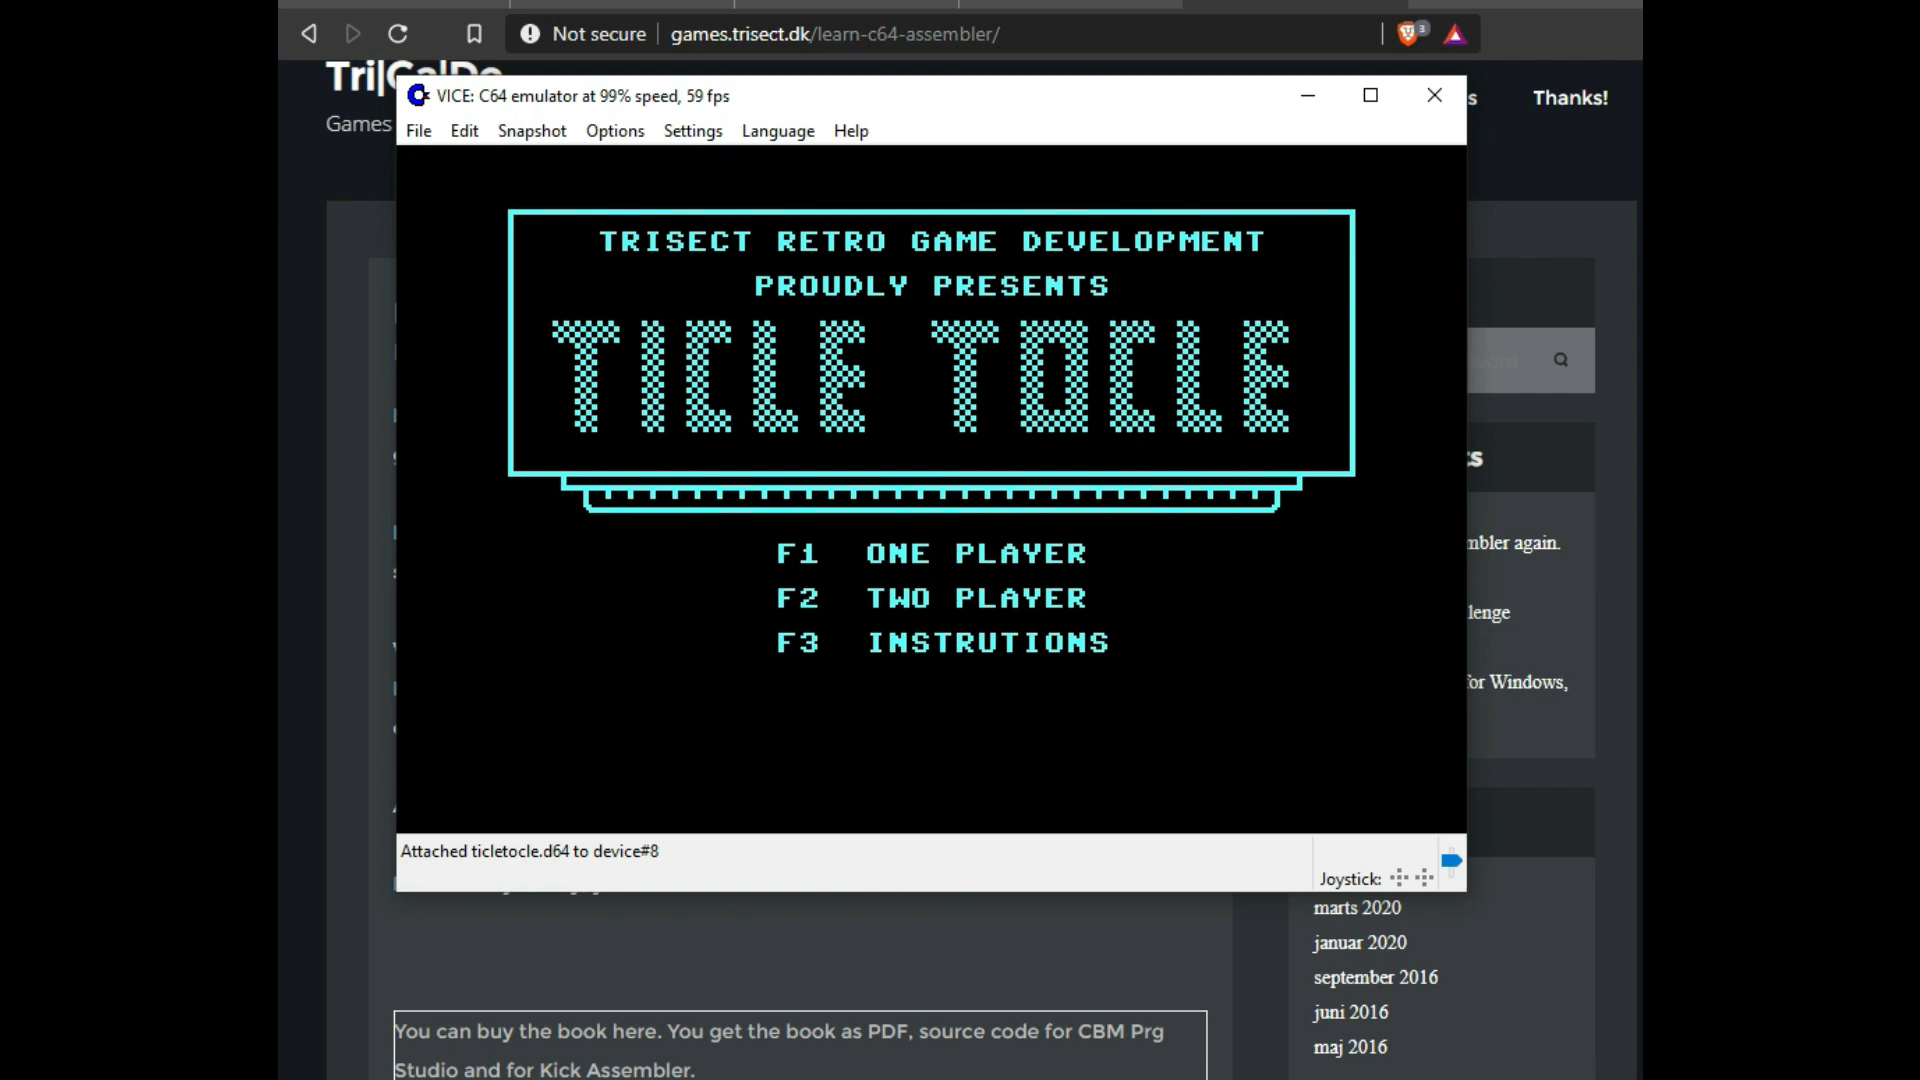 Not secure games.trisect.dk/learn-c64-assembler/
Games
Thanks!
VICE: C64 emulator at 99% speed, 59 fps
File Edit Snapshot Options Settings Language Help
TRISECT RETRO GAME DEVELOPMENT
PROUDLY PRESENTS
TICLE TOCLE
F1 ONE PLAYER
F2 TWO PLAYER
F3 INSTRUTIONS
again.
for Windows,
Attached ticletocle.d64 to device#8
Joystick:
marts 2020
januar 2020
september 2016
juni 2016
maj 2016
You can buy the book here. You get the book as PDF, source code for CBM Prg
Studio and for Kick Assembler.